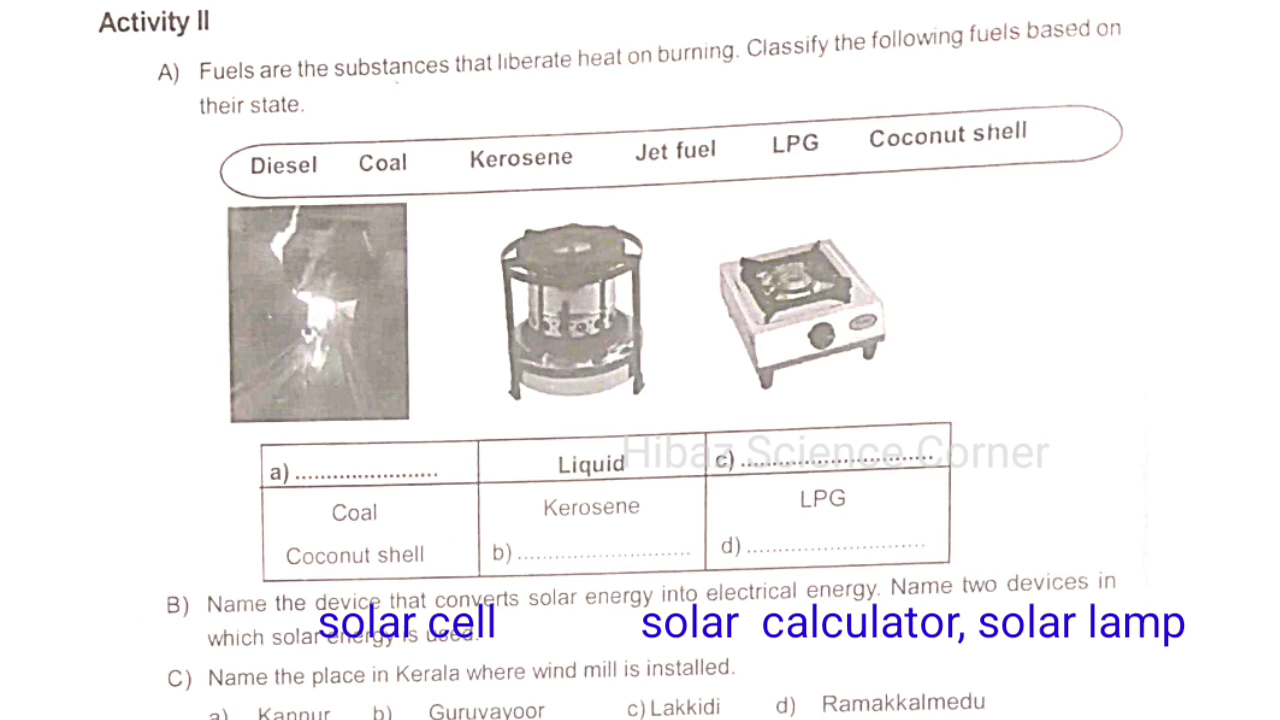 Activity II
A) Fuels are the substances that liberate heat on burning. Classify the following fuels based on
their state.
Diesel Coal Kerosene Jet fuel LPG Coconut shell
a) ...................... Liquid c) ..............................
Coal Kerosene LPG
Coconut shell b) ........................... d) ............................
Hibaz Science Corner
B) Name the device that converts solar energy into electrical energy. Name two devices in
which solar energy is used.
solar cell solar calculator, solar lamp
C) Name the place in Kerala where wind mill is installed.
a) Kannur b) Guruvayoor c) Lakkidi d) Ramakkalmedu